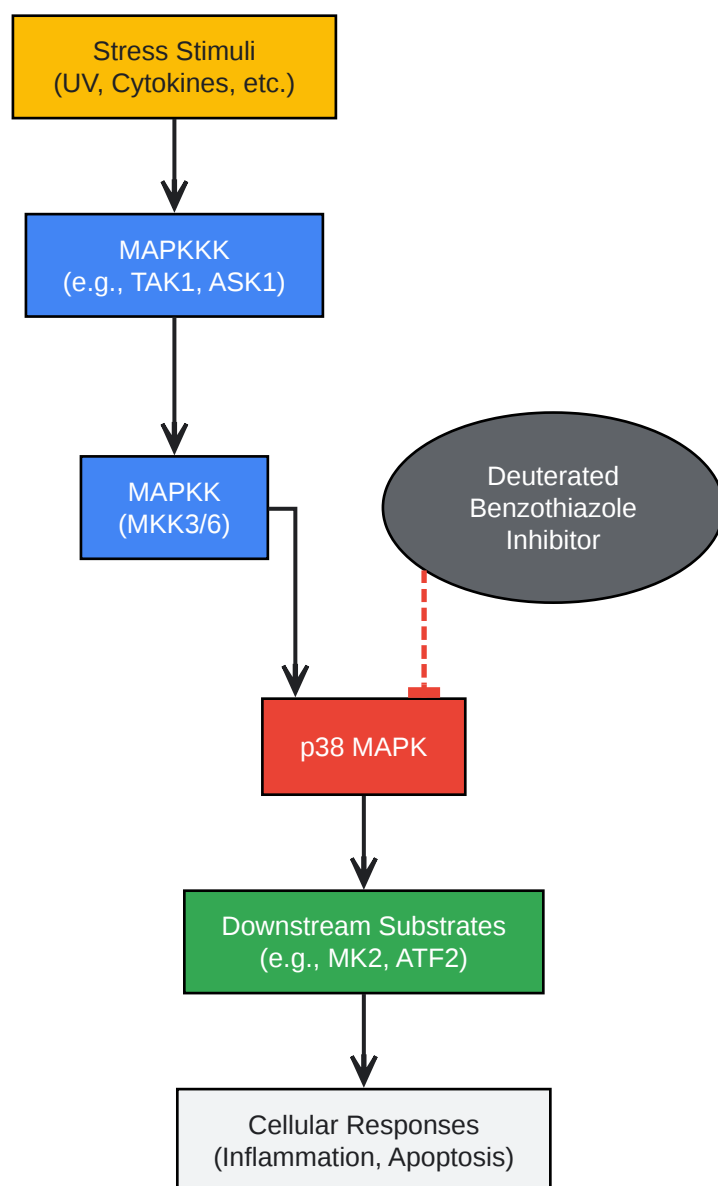 Stress Stimuli
(UV, Cytokines, etc.)
MAPKKK
(e.g., TAK1, ASK1)
MAPKK
(MKK3/6)
Deuterated
Benzothiazole
Inhibitor
p38 MAPK
Downstream Substrates
(e.g., MK2, ATF2)
Cellular Responses
(Inflammation, Apoptosis)